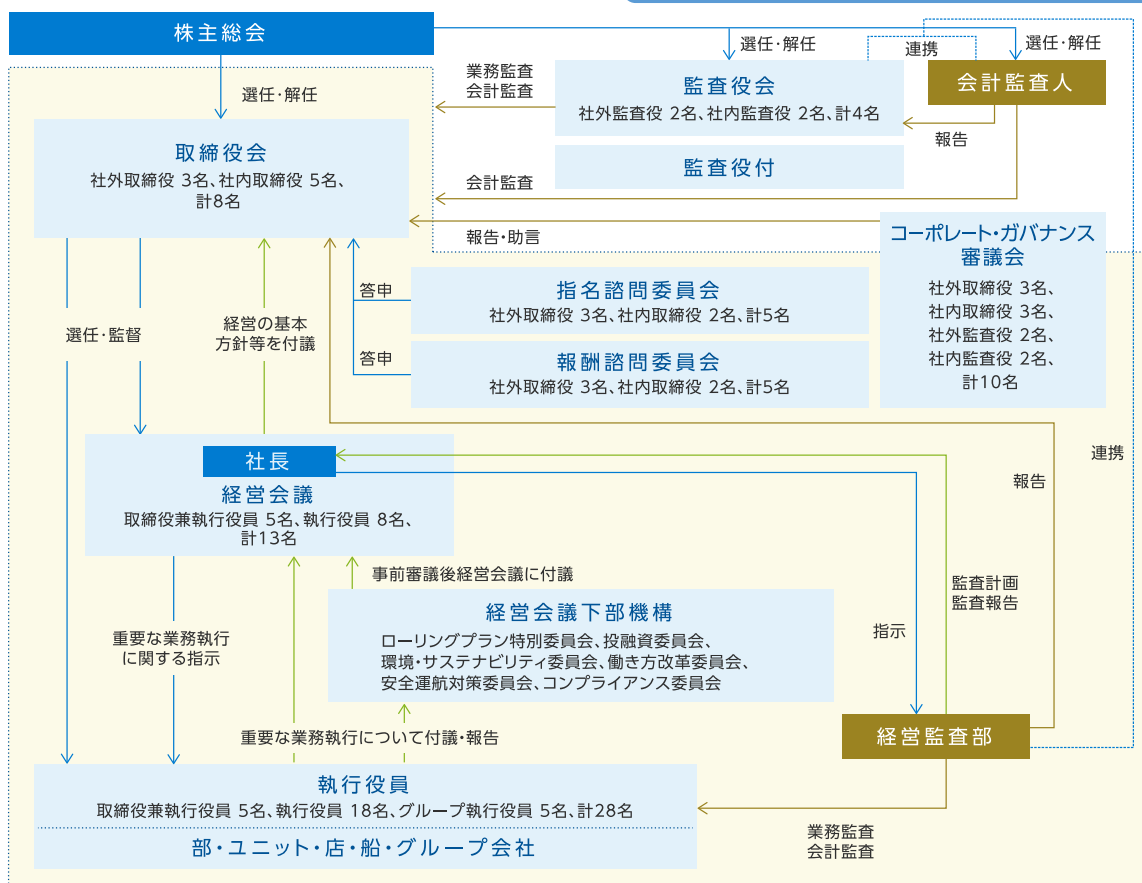 株主総会
選任・解任
連携
選任・解任
業務監査
会計監査
監査役会
社外監査役 2名、社内監査役 2名、計4名
会計監査人
選任・解任
報告
取締役会
社外取締役 3名、社内取締役 5名、
計8名
監査役付
会計監査
報告・助言
コーポレート・ガバナンス
審議会
社外取締役 3名、
社内取締役 3名、
社外監査役 2名、
社内監査役 2名、
計10名
答申
指名諮問委員会
社外取締役 3名、社内取締役 2名、計5名
選任・監督
経営の基本
方針等を付議
答申
報酬諮問委員会
社外取締役 3名、社内取締役 2名、計5名
連携
社長
経営会議
取締役兼執行役員 5名、執行役員 8名、
計13名
報告
事前審議後経営会議に付議
監査計画
監査報告
経営会議下部機構
ローリングプラン特別委員会、投融資委員会、
環境・サステナビリティ委員会、働き方改革委員会、
安全運航対策委員会、コンプライアンス委員会
指示
重要な業務執行
に関する指示
重要な業務執行について付議・報告
経営監査部
執行役員
取締役兼執行役員 5名、執行役員 18名、グループ執行役員 5名、計28名
業務監査
会計監査
部・ユニット・店・船・グループ会社